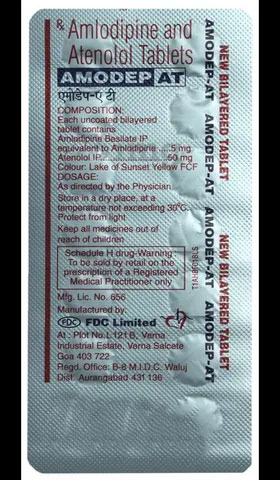 ℞ Amlodipine and
Atenolol Tablets
AMODEP AT
एमोडेप-ए टी
COMPOSITION:
Each uncoated bilayered
tablet contains
Amlodipine Besilate IP
equivalent to Amlodipine ....5 mg
Atenolol IP....................50 mg
Colour: Lake of Sunset Yellow FCF
DOSAGE:
As directed by the Physician.
Store in a dry place, at a
temperature not exceeding 30°C.
Protect from light
Keep all medicines out of
reach of children
Schedule H drug-Warning:
To be sold by retail on the
prescription of a Registered
Medical Practitioner only
Mfg. Lic. No. 656
Manufactured by:
FDC FDC Limited
At : Plot No.L121B, Verna
Industrial Estate, Verna Salcete
Goa 403 722
Regd. Office: B-8 M.I.D.C. Waluj
Dist. Aurangabad 431 136
NEW BILAYERED TABLET
AMODEP-AT
AMODEP-AT
NEW BILAYERED TABLET
AMODEP-AT
AMODEP-AT